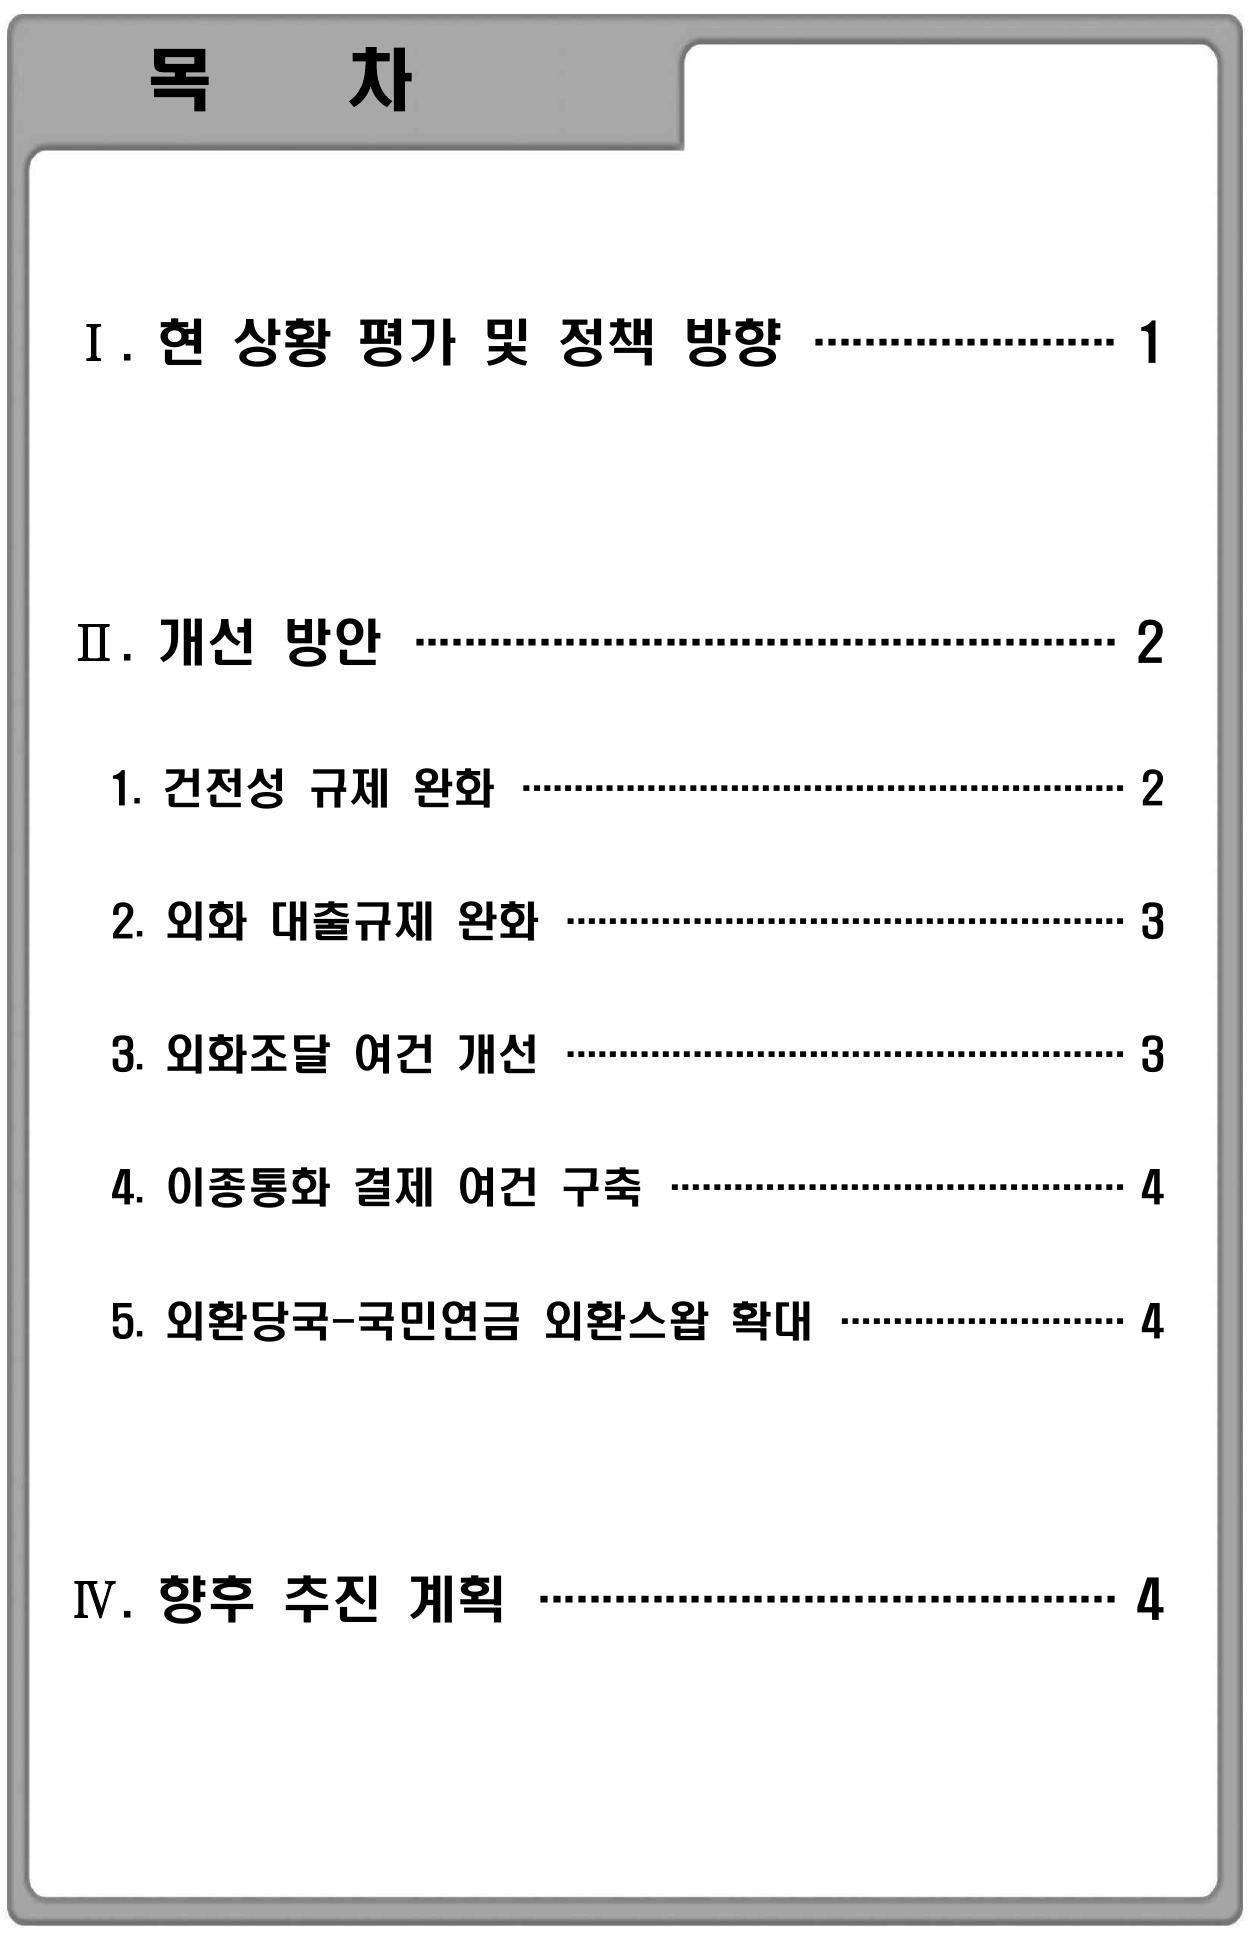 목 차
Ⅰ. 현 상황 평가 및 정책 방향 ························ 1
Ⅱ. 개선 방안 ························································ 2
1. 건전성 규제 완화 ·························································· 2
2. 외화 대출규제 완화 ······················································ 3
3. 외화조달 여건 개선 ······················································ 3
4. 이종통화 결제 여건 구축 ············································ 4
5. 외환당국-국민연금 외환스왑 확대 ··························· 4
Ⅳ. 향후 추진 계획 ·············································· 4